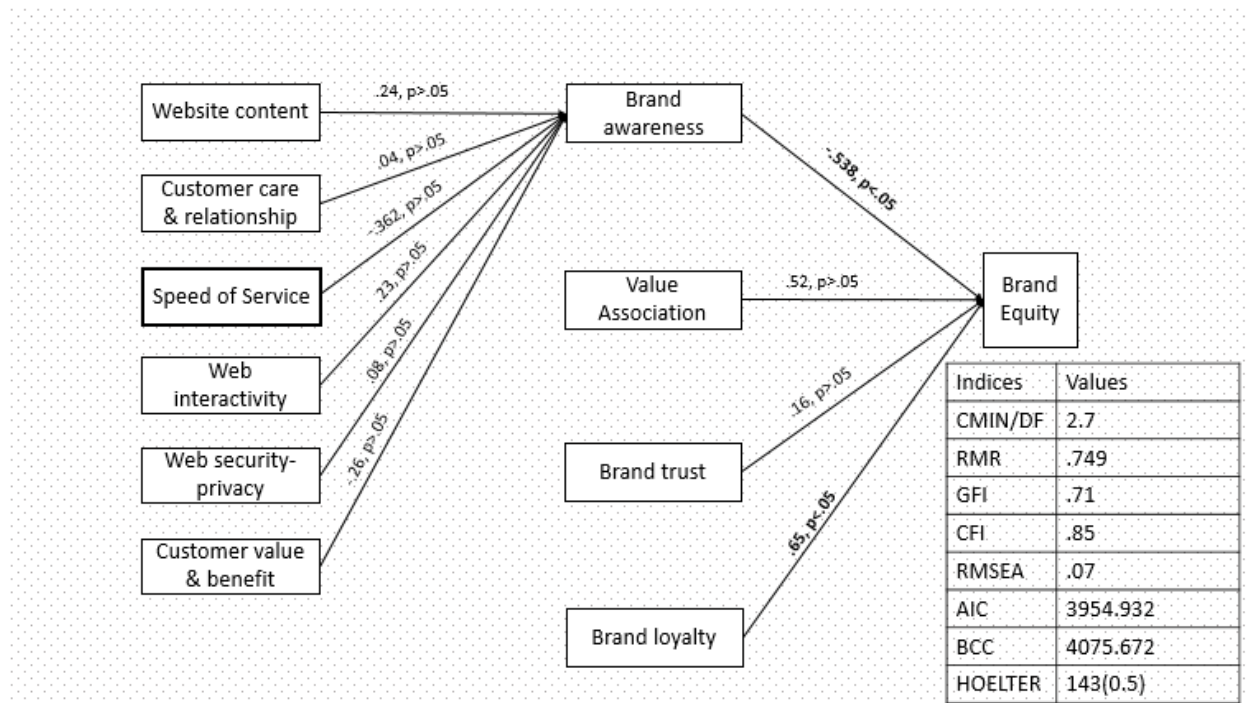 Website content
Customer care
& relationship
Speed of Service
Web
interactivity
Web security-
privacy
Customer value
& benefit
.24, p>.05
.04, p>.05
-.362, p>.05
.23, p>.05
.08, p>.05
-.26, p>.05
Brand
awareness
Value
Association
Brand trust
Brand loyalty
-.538, p<.05
.52, p>.05
.16, p>.05
.65, p<.05
Brand
Equity
Indices Values
CMIN/DF 2.7
RMR .749
GFI .71
CFI .85
RMSEA .07
AIC 3954.932
BCC 4075.672
HOELTER 143(0.5)